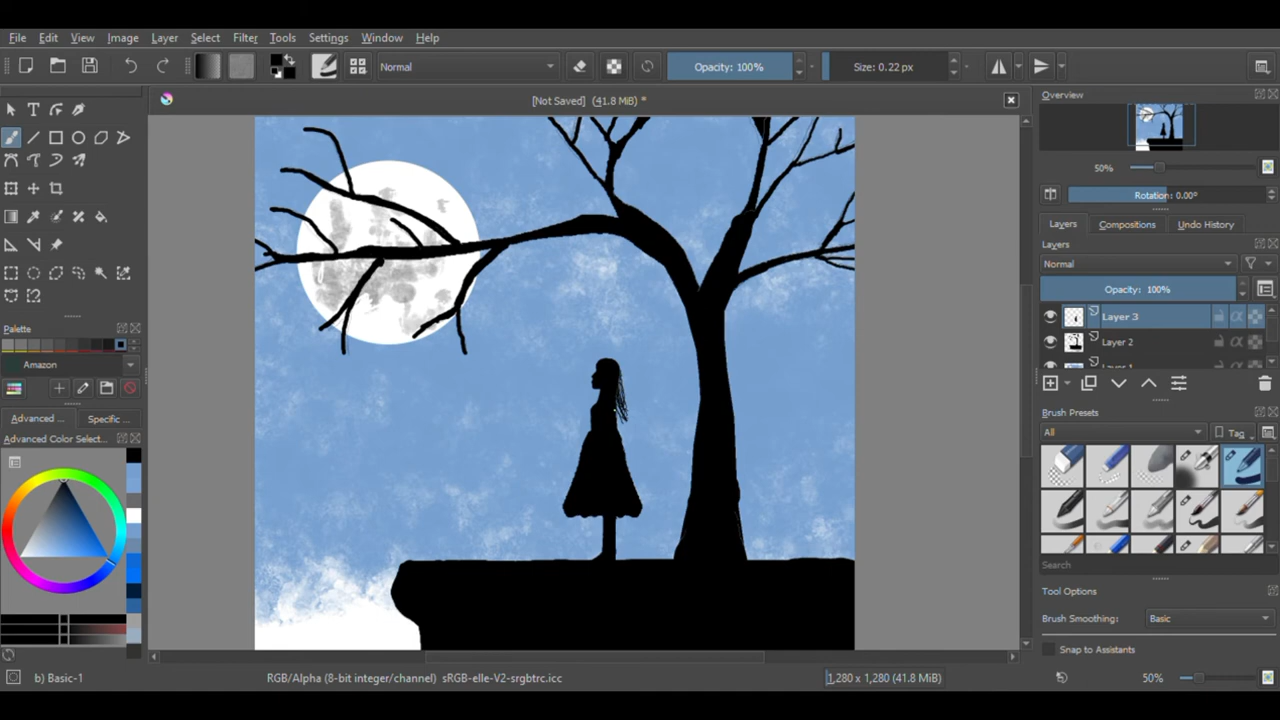 File Edit View Image Layer Select Filter Tools Settings Window Help
Normal Opacity: 100% Size: 0.22 px
[Not Saved] (41.8 MiB) *
Overview
50%
Rotation: 0.00°
Layers Compositions Undo History
Layers
Normal
Opacity: 100%
Layer 3
Layer 2
Palette
Amazon
Brush Presets
All Tag
Advanced ... Specific ...
Advanced Color Select...
Search
Tool Options
Brush Smoothing: Basic
Snap to Assistants
b) Basic-1 RGB/Alpha (8-bit integer/channel) sRGB-elle-V2-srgbtrc.icc 1,280 x 1,280 (41.8 MiB) 50%